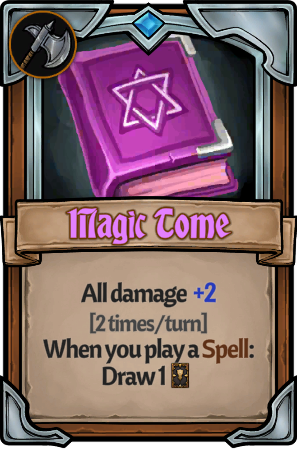 Magic Tome
All damage +2
[2 times/turn]
When you play a Spell:
Draw 1